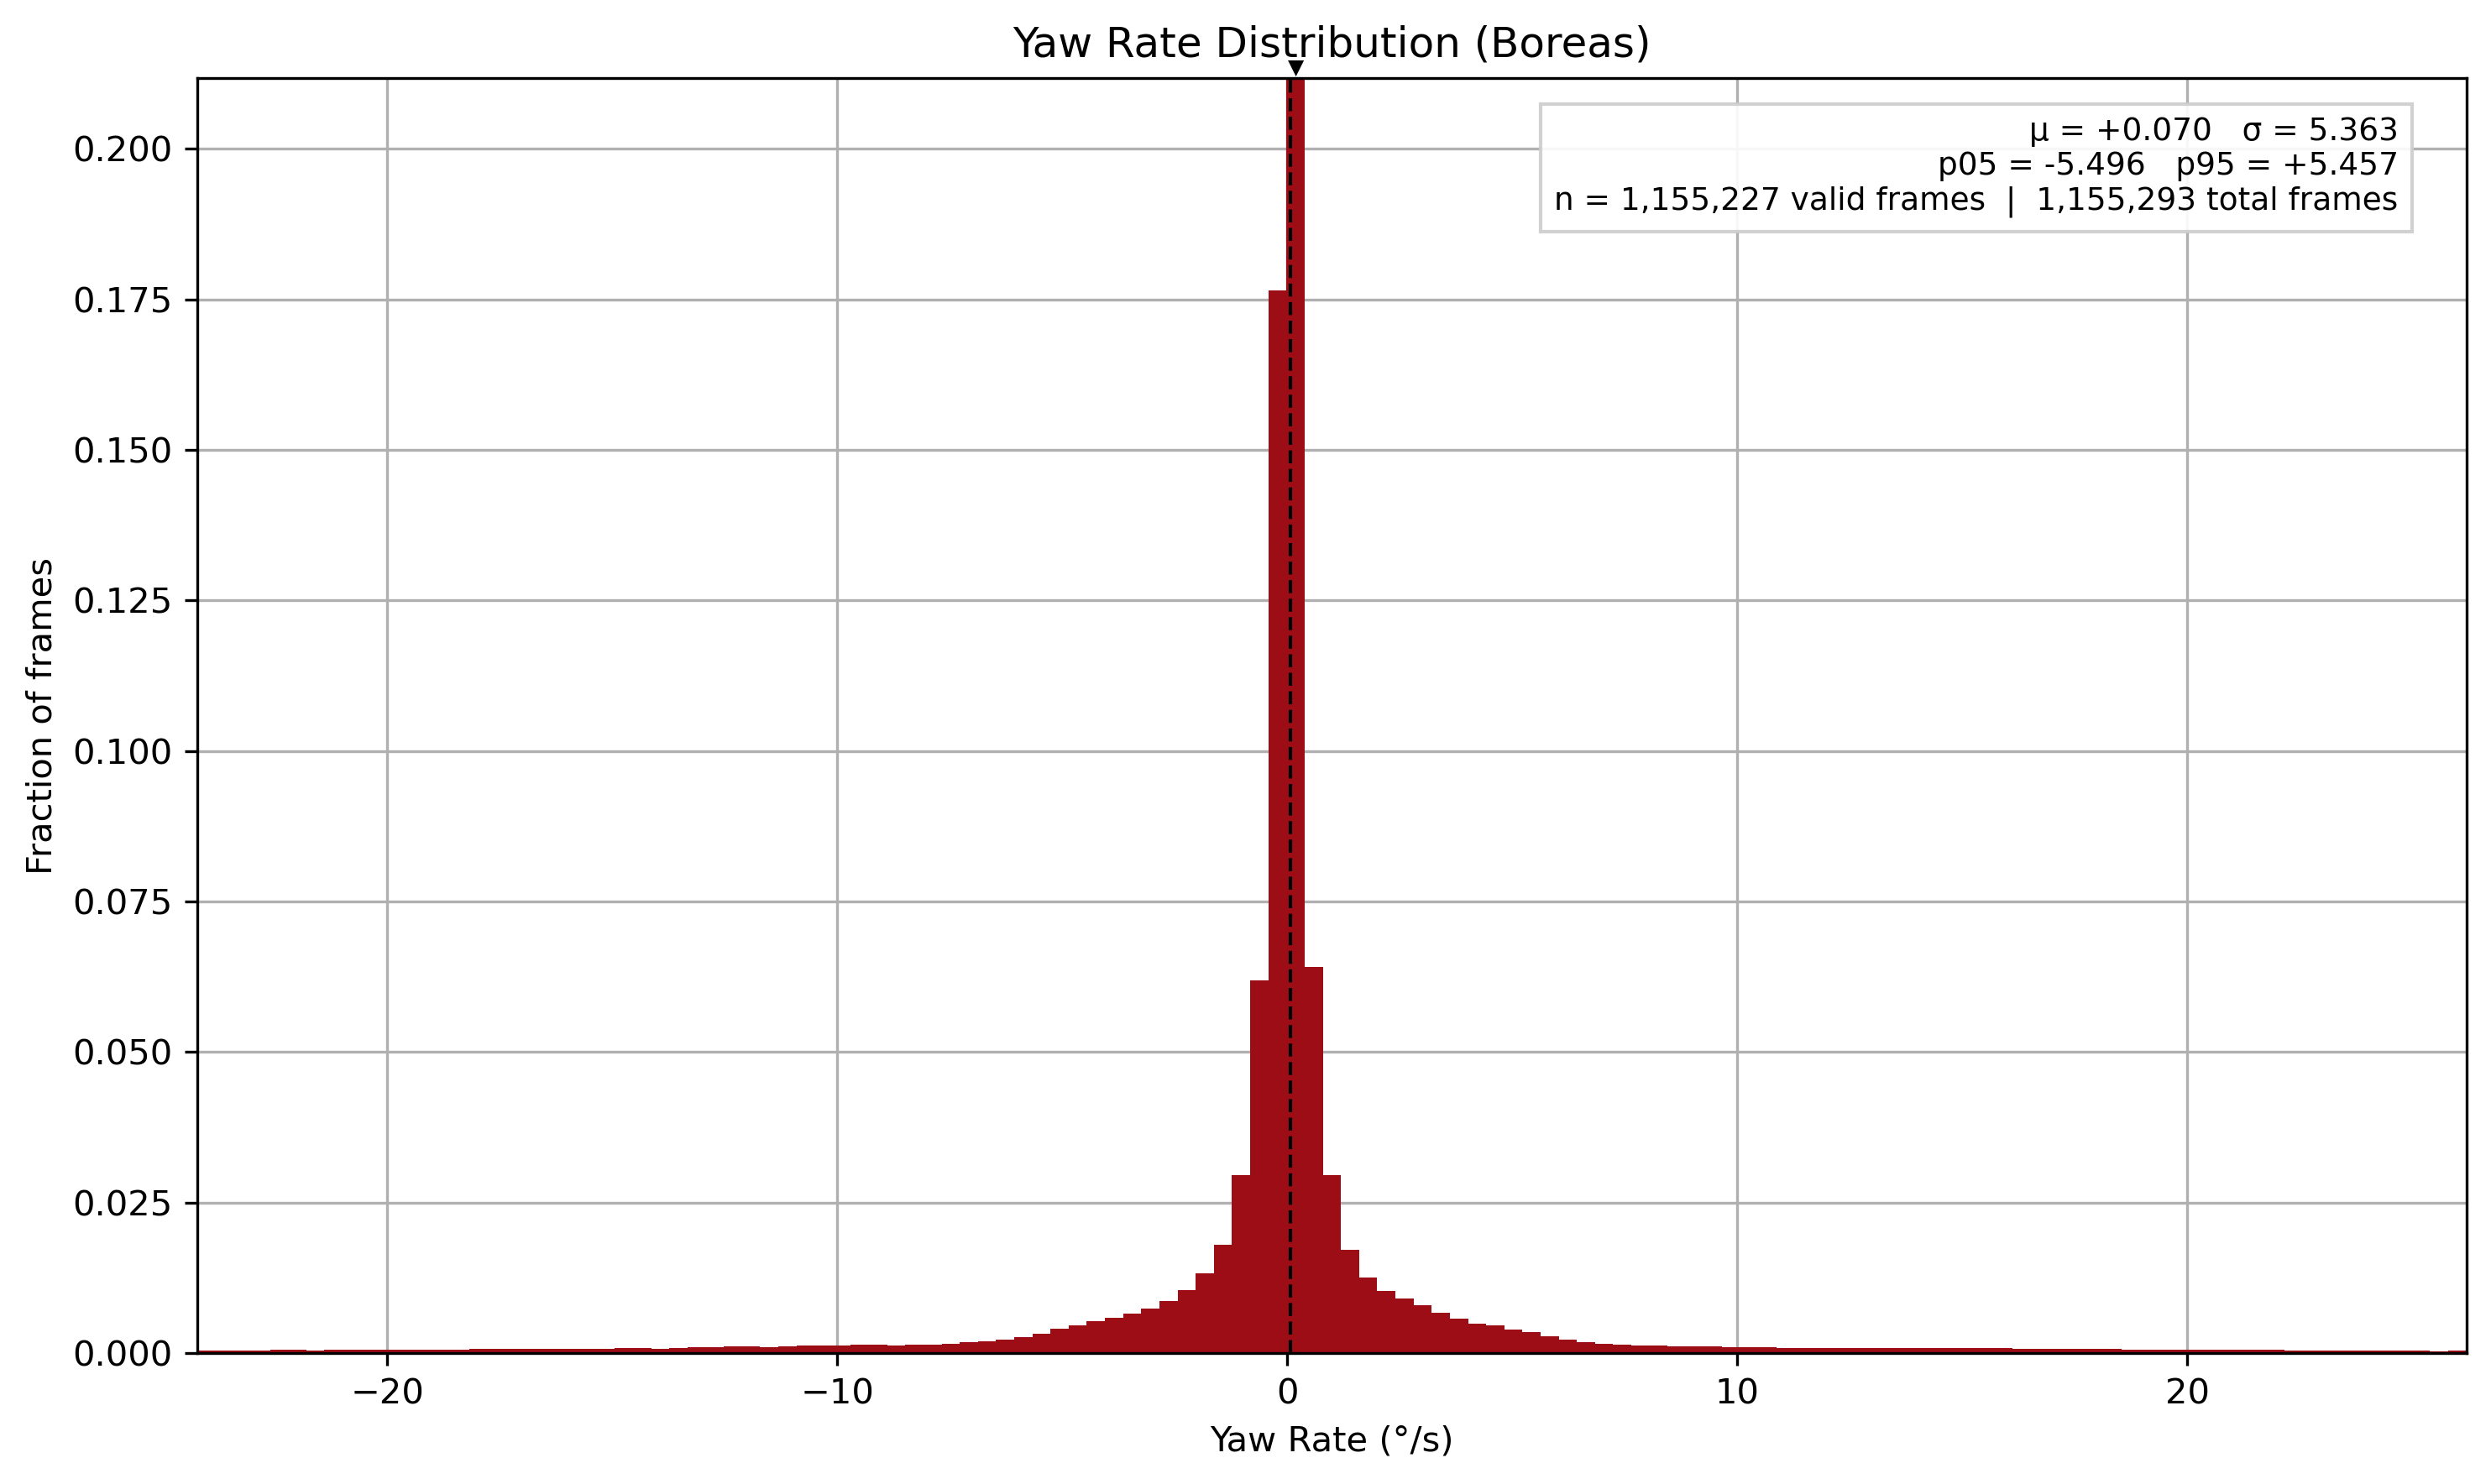 Yaw Rate Distribution (Boreas)
μ = +0.070   σ = 5.363
p05 = -5.496   p95 = +5.457
n = 1,155,227 valid frames  |  1,155,293 total frames
0.200
0.175
0.150
0.125
0.100
0.075
0.050
0.025
0.000
Fraction of frames
−20
−10
0
10
20
Yaw Rate (°/s)